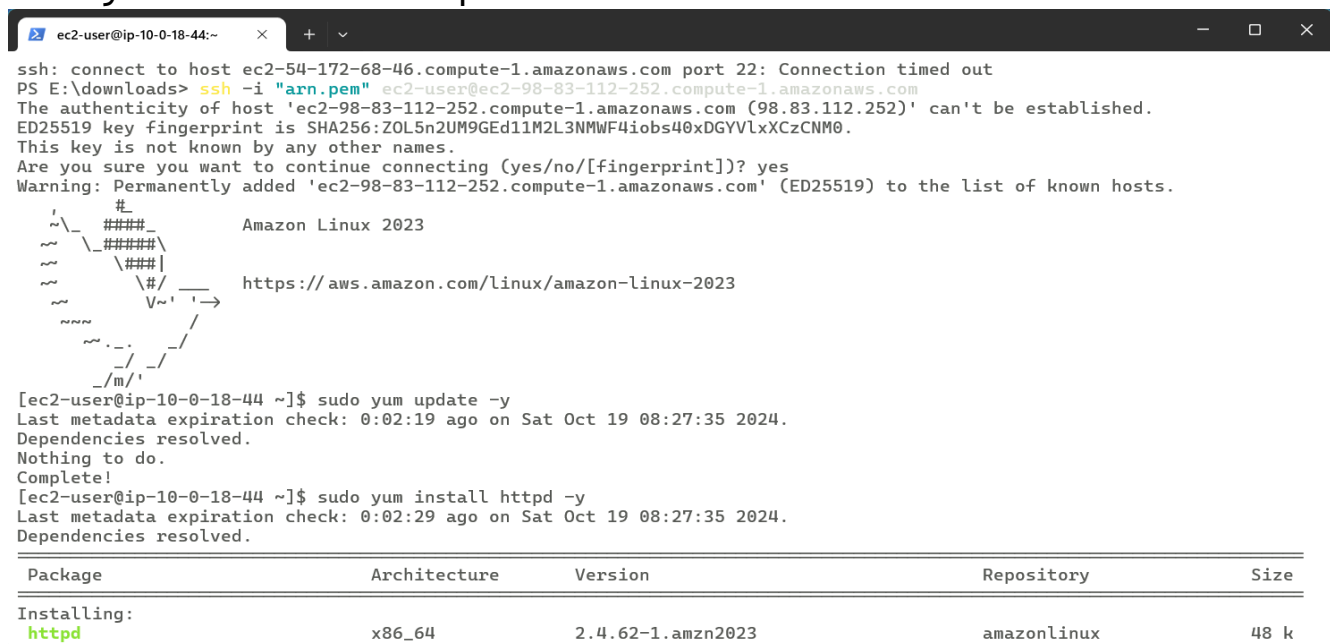 ec2-user@ip-10-0-18-44:~
ssh: connect to host ec2-54-172-68-46.compute-1.amazonaws.com port 22: Connection timed out
PS E:\downloads> ssh -i "arn.pem" ec2-user@ec2-98-83-112-252.compute-1.amazonaws.com
The authenticity of host 'ec2-98-83-112-252.compute-1.amazonaws.com (98.83.112.252)' can't be established.
ED25519 key fingerprint is SHA256:ZOL5n2UM9GEd11M2L3NMWF4iobs40xDGYVlxXCzCNM0.
This key is not known by any other names.
Are you sure you want to continue connecting (yes/no/[fingerprint])? yes
Warning: Permanently added 'ec2-98-83-112-252.compute-1.amazonaws.com' (ED25519) to the list of known hosts.
   ,     #_
   ~\_  ####_        Amazon Linux 2023
  ~~  \_#####\
  ~~     \###|
  ~~       \#/ ___   https://aws.amazon.com/linux/amazon-linux-2023
   ~~       V~' '->
    ~~~         /
      ~~._.   _/
         _/ _/
       _/m/'
[ec2-user@ip-10-0-18-44 ~]$ sudo yum update -y
Last metadata expiration check: 0:02:19 ago on Sat Oct 19 08:27:35 2024.
Dependencies resolved.
Nothing to do.
Complete!
[ec2-user@ip-10-0-18-44 ~]$ sudo yum install httpd -y
Last metadata expiration check: 0:02:29 ago on Sat Oct 19 08:27:35 2024.
Dependencies resolved.
Package Architecture Version Repository Size
Installing:
httpd x86_64 2.4.62-1.amzn2023 amazonlinux 48 k